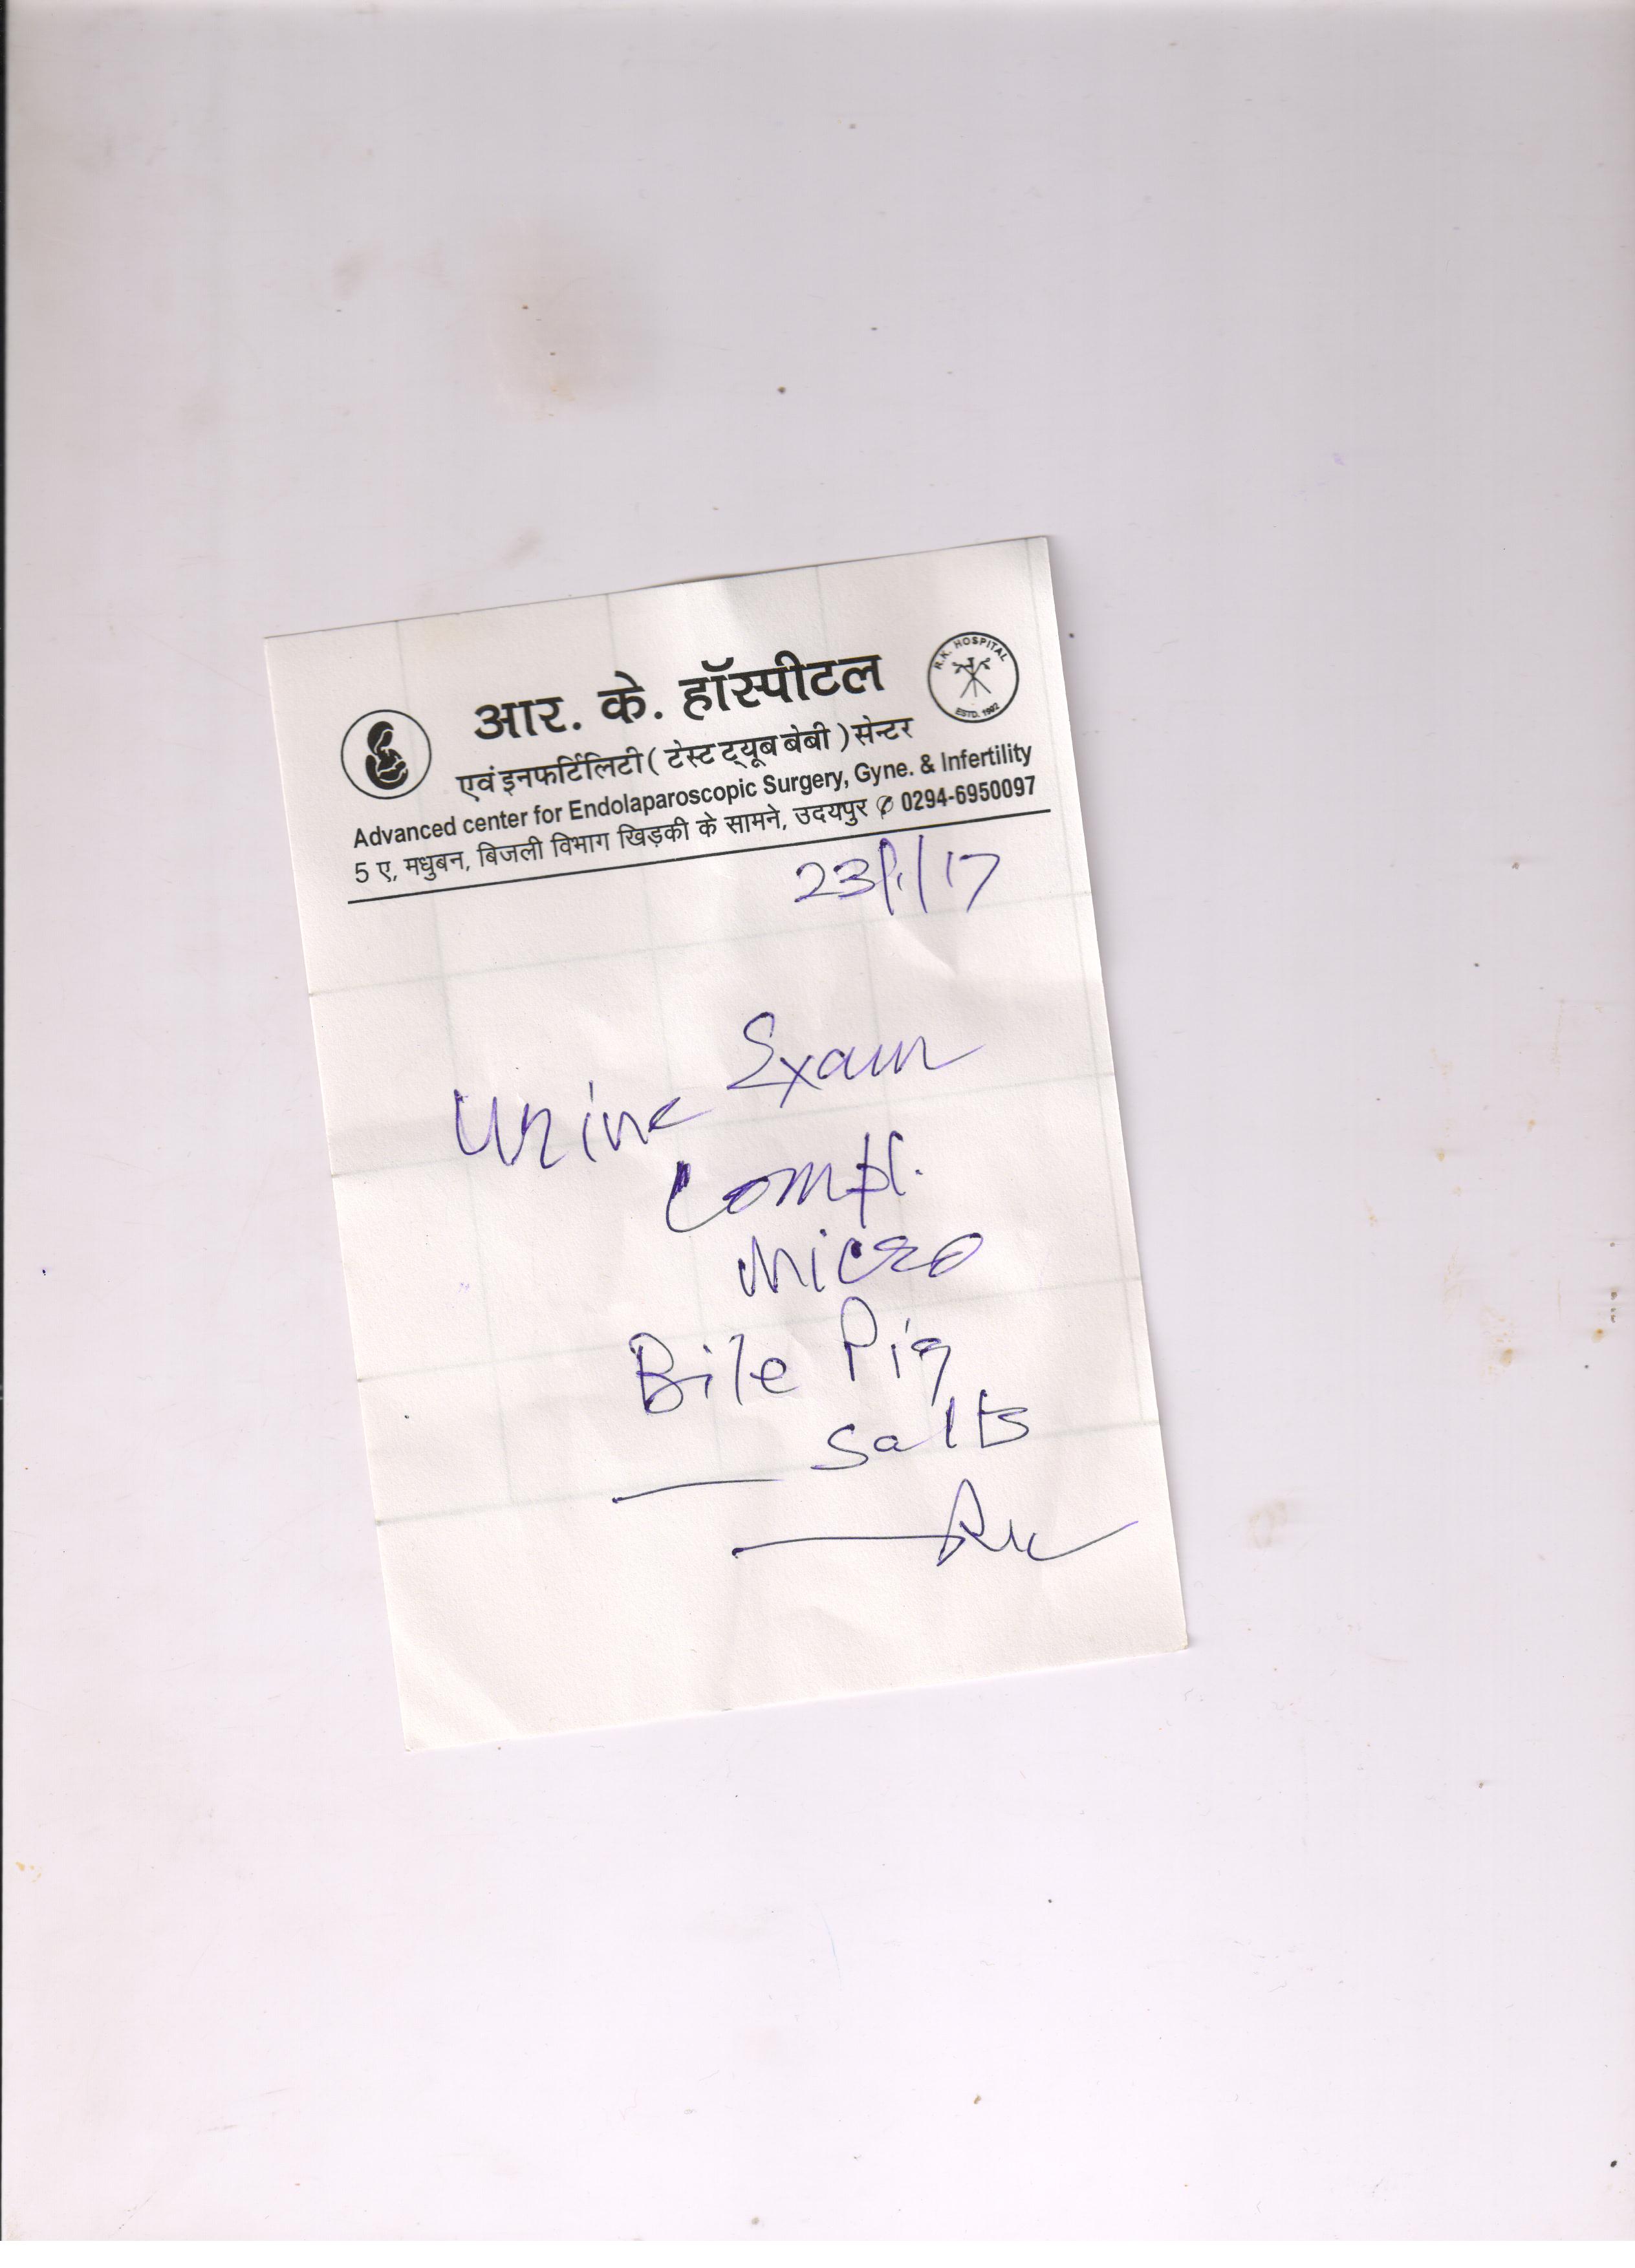 आर. के. हॉस्पीटल
R.K. HOSPITAL
ESTD. 1992
एवं इनफर्टिलिटी ( टेस्ट ट्यूब बेबी ) सेन्टर
Advanced center for Endolaparoscopic Surgery, Gyne. & Infertility
5 ए, मधुबन, बिजली विभाग खिड़की के सामने, उदयपुर ✆ 0294-6950097
23/1/17
Urine Exam
Compl.
Micro
Bile Pig
Salts